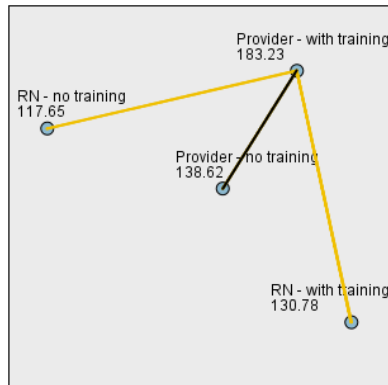 Provider - with training
183.23
RN - no training
117.65
Provider - no training
138.62
RN - with training
130.78